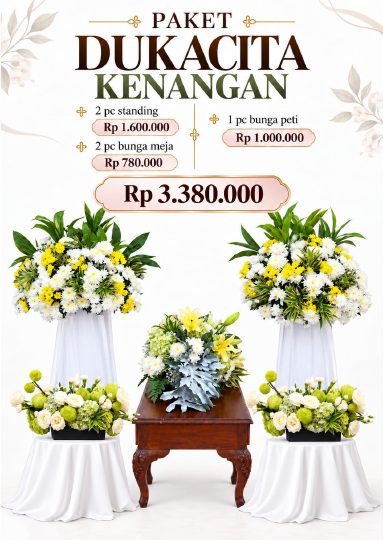 PAKET
DUKACITA
KENANGAN
2 pc standing
Rp 1.600.000
2 pc bunga meja
Rp 780.000
1 pc bunga peti
Rp 1.000.000
Rp 3.380.000